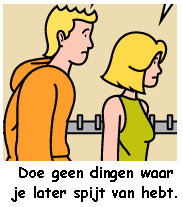 Doe geen dingen waar
je later spijt van hebt.